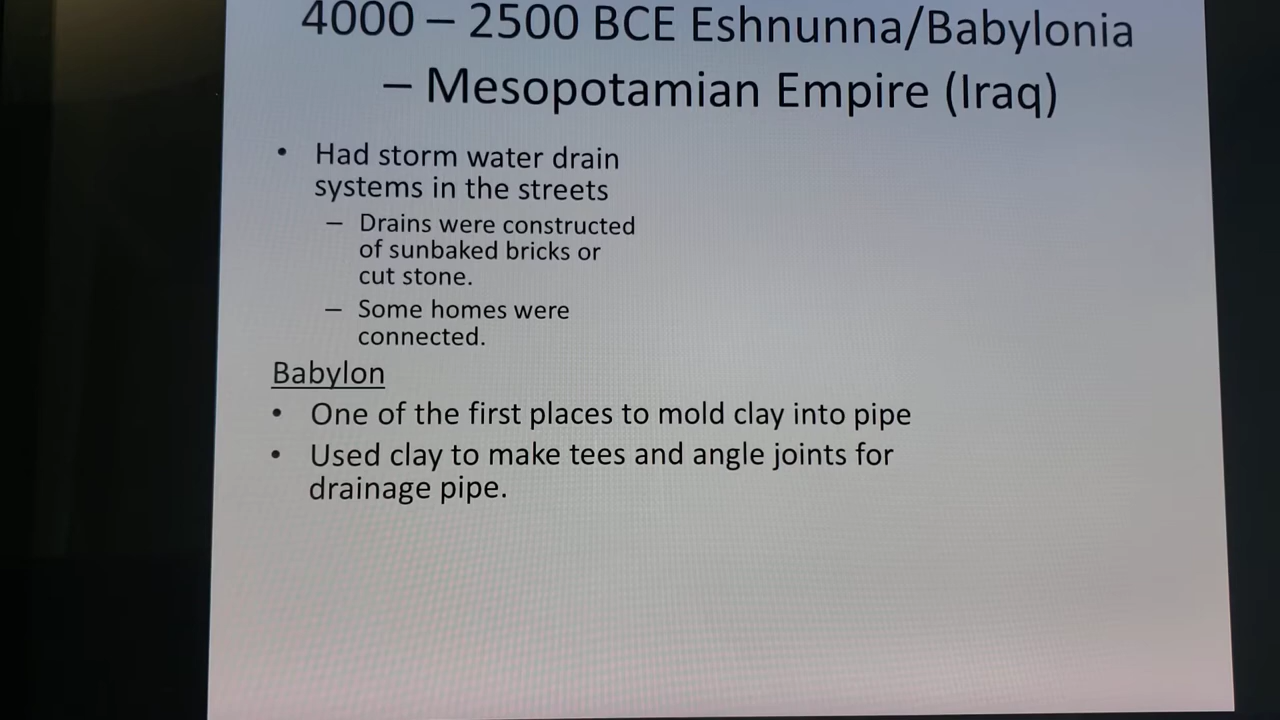 4000 – 2500 BCE Eshnunna/Babylonia
– Mesopotamian Empire (Iraq)
• Had storm water drain
systems in the streets
– Drains were constructed
of sunbaked bricks or
cut stone.
– Some homes were
connected.
Babylon
• One of the first places to mold clay into pipe
• Used clay to make tees and angle joints for
drainage pipe.